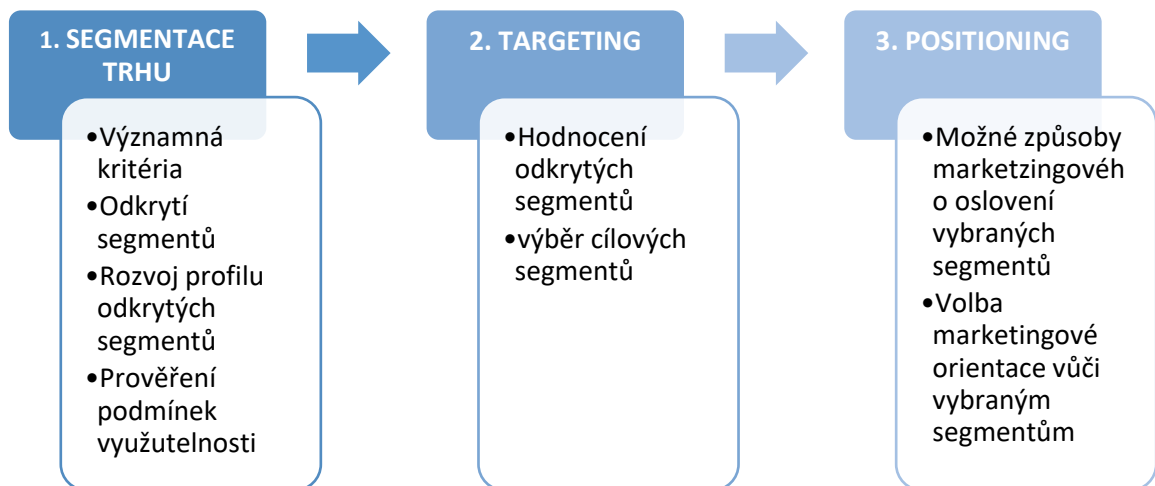 1. SEGMENTACE
TRHU
•Významná
kritéria
•Odkrytí
segmentů
•Rozvoj profilu
odkrytých
segmentů
•Prověření
podmínek
využutelnosti
2. TARGETING
•Hodnocení
odkrytých
segmentů
•výběr cílových
segmentů
3. POSITIONING
•Možné způsoby
marketzingovéh
o oslovení
vybraných
segmentů
•Volba
marketingové
orientace vůči
vybraným
segmentům